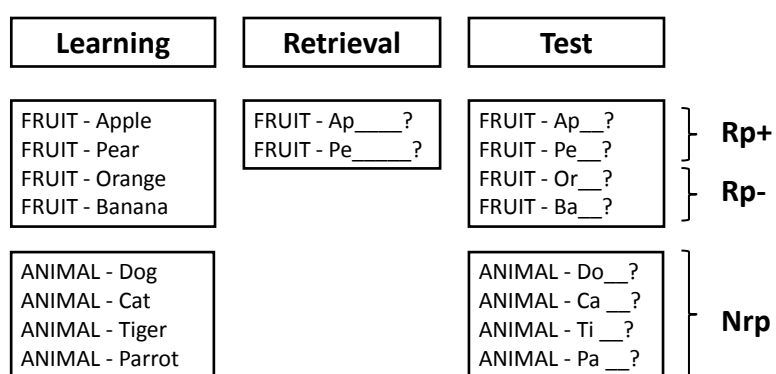 Learning
Retrieval
Test
FRUIT - Apple
FRUIT - Pear
FRUIT - Orange
FRUIT - Banana
FRUIT - Ap____?
FRUIT - Pe_____?
FRUIT - Ap__?
FRUIT - Pe__?
FRUIT - Or__?
FRUIT - Ba__?
Rp+
Rp-
ANIMAL - Dog
ANIMAL - Cat
ANIMAL - Tiger
ANIMAL - Parrot
ANIMAL - Do__?
ANIMAL - Ca __?
ANIMAL - Ti __?
ANIMAL - Pa __?
Nrp